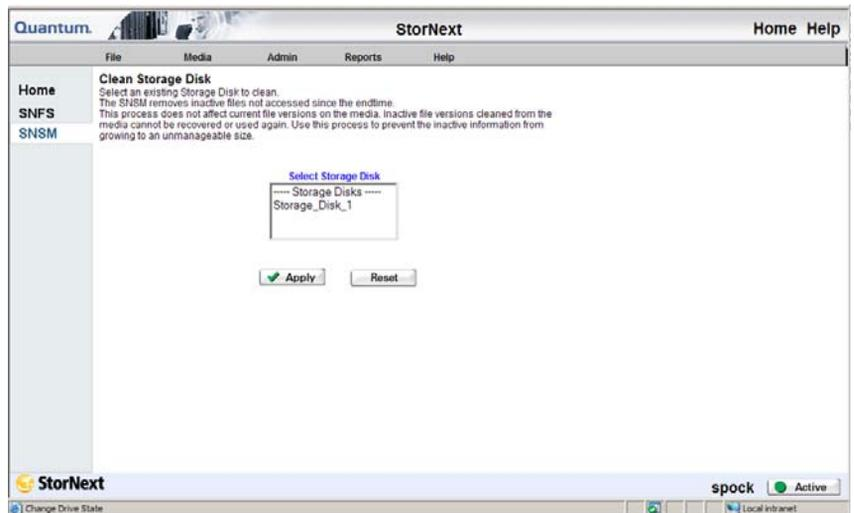 Quantum.
StorNext
Home Help
File Media Admin Reports Help
Home
SNFS
SNSM
Clean Storage Disk
Select an existing Storage Disk to clean.
The SNSM removes inactive files not accessed since the endtime.
This process does not affect current file versions on the media. Inactive file versions cleaned from the
media cannot be recovered or used again. Use this process to prevent the inactive information from
growing to an unmanageable size.
Select Storage Disk
----- Storage Disks -----
Storage_Disk_1
Apply Reset
StorNext
spock Active
Change Drive State
Local intranet